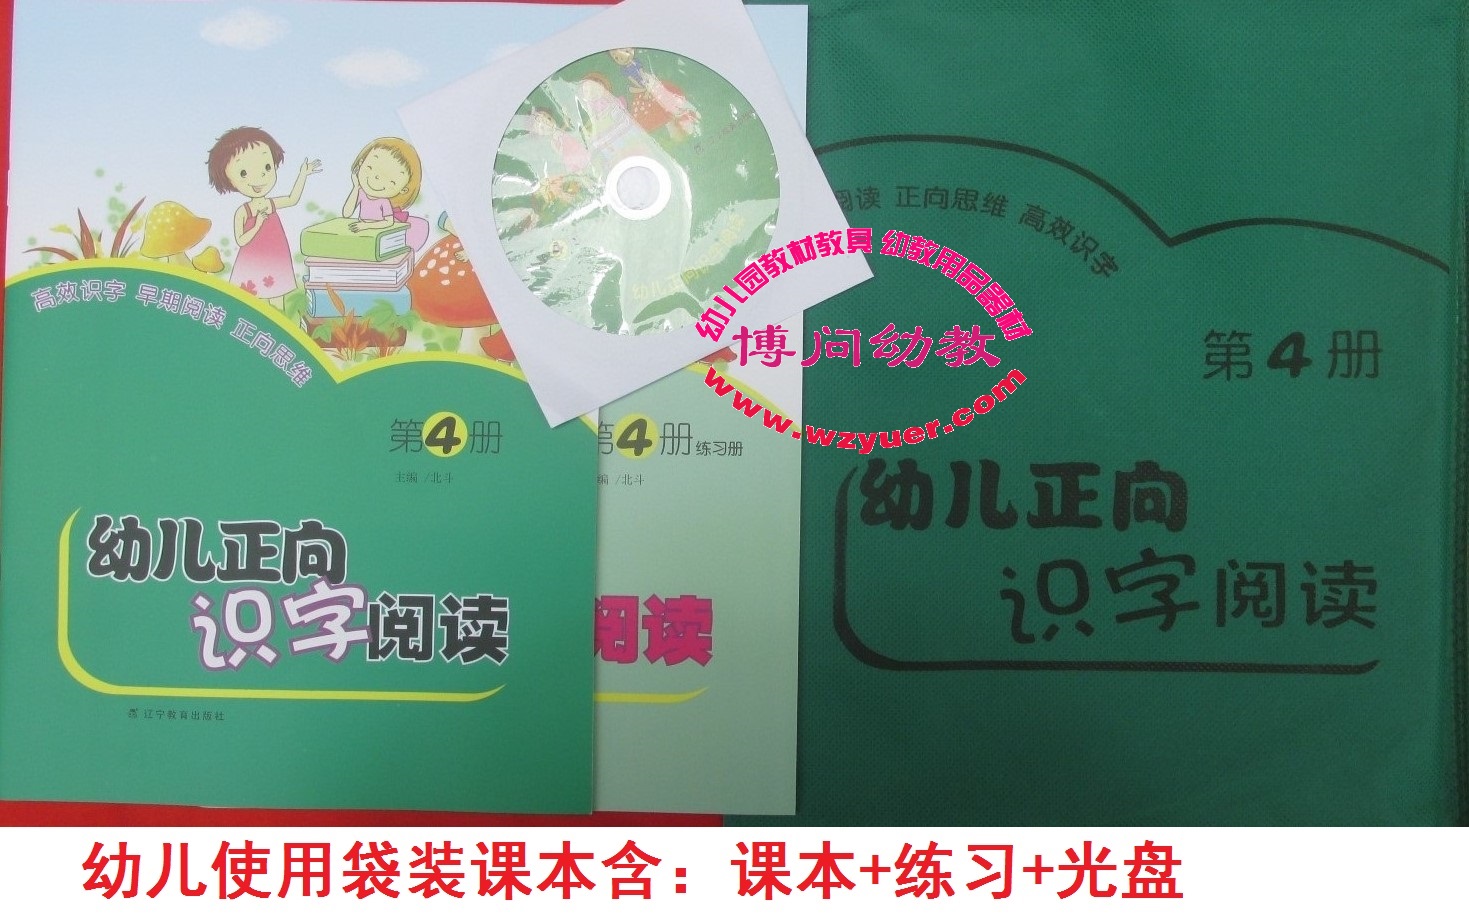 高效识字 早期阅读 正向思维
第4册
主编/北斗
幼儿正向
识字阅读
辽宁教育出版社
第4册 练习册
编/北斗
阅读
幼儿园教材教具 幼教用品器材
博问幼教
www.wzyuer.com
阅读 正向思维 高效识字
第4册
幼儿正向
识字阅读
幼儿使用袋装课本含：课本+练习+光盘